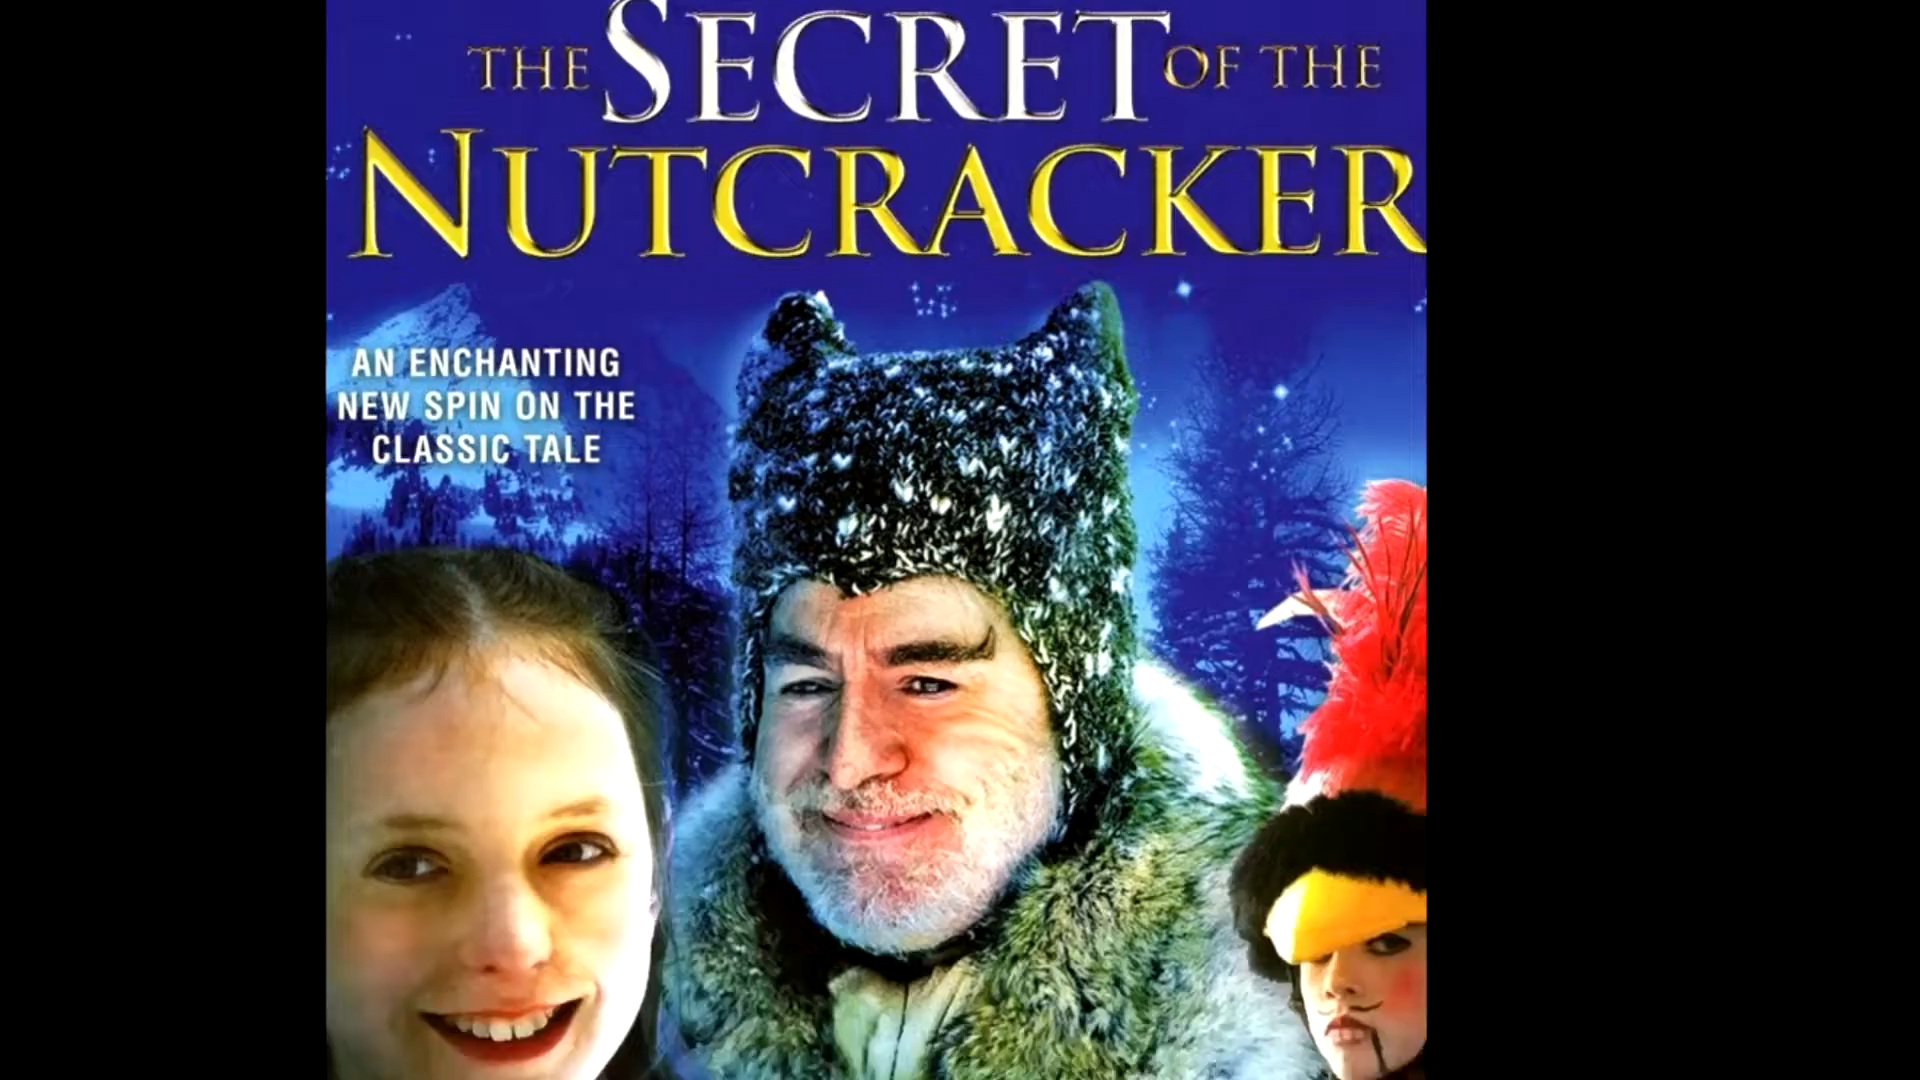 THE SECRET OF THE
NUTCRACKER
AN ENCHANTING
NEW SPIN ON THE
CLASSIC TALE